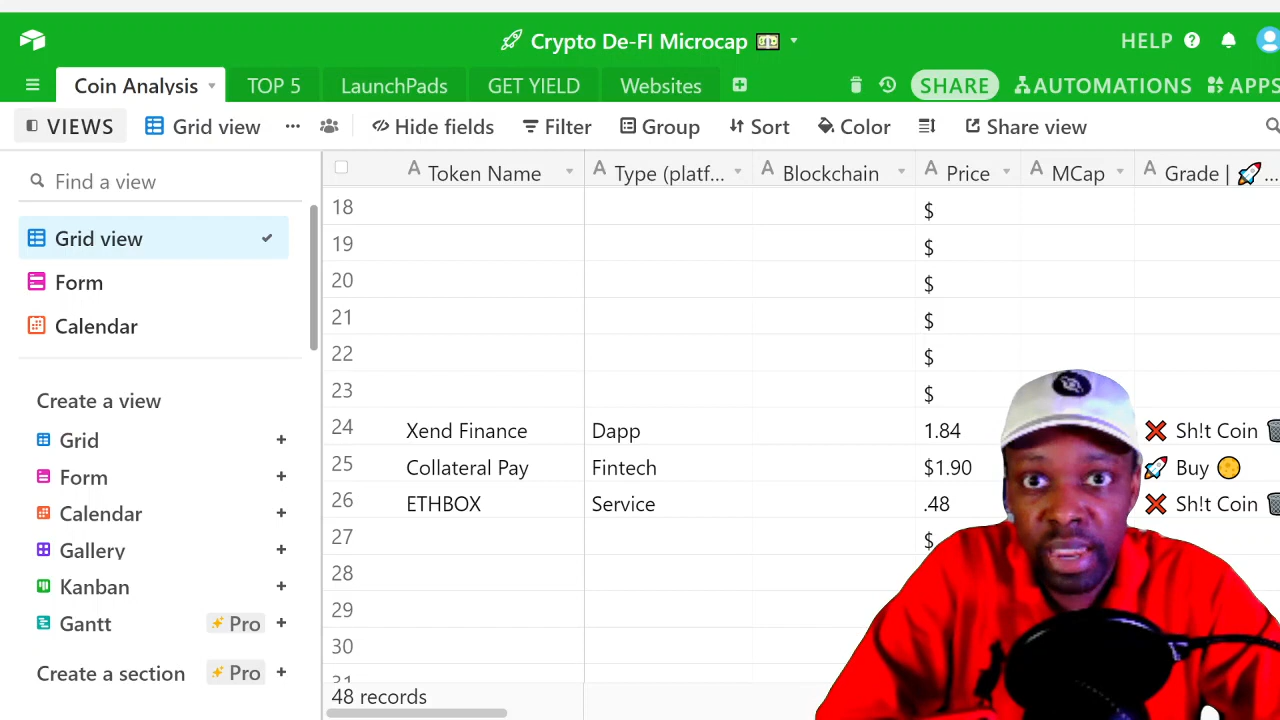 Crypto De-FI Microcap
HELP
Coin Analysis
TOP 5
LaunchPads
GET YIELD
Websites
SHARE
AUTOMATIONS
APPS
VIEWS
Grid view
Hide fields
Filter
Group
Sort
Color
Share view
Find a view
Grid view
Form
Calendar
Create a view
Grid
Form
Calendar
Gallery
Kanban
Gantt
Pro
Create a section
Pro
Token Name
Type (platf...
Blockchain
Price
MCap
Grade | 🚀...
18 $
19 $
20 $
21 $
22 $
23 $
24 Xend Finance Dapp 1.84 ❌ Sh!t Coin
25 Collateral Pay Fintech $1.90 🚀 Buy
26 ETHBOX Service .48 ❌ Sh!t Coin
27 $
28
29
30
48 records